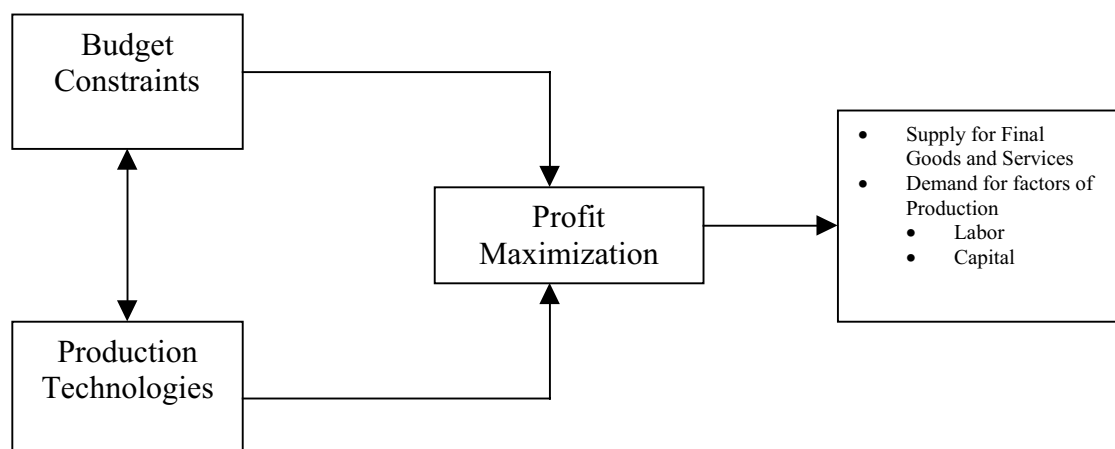 Budget
Constraints
Production
Technologies
Profit
Maximization
• Supply for Final
Goods and Services
• Demand for factors of
Production
• Labor
• Capital